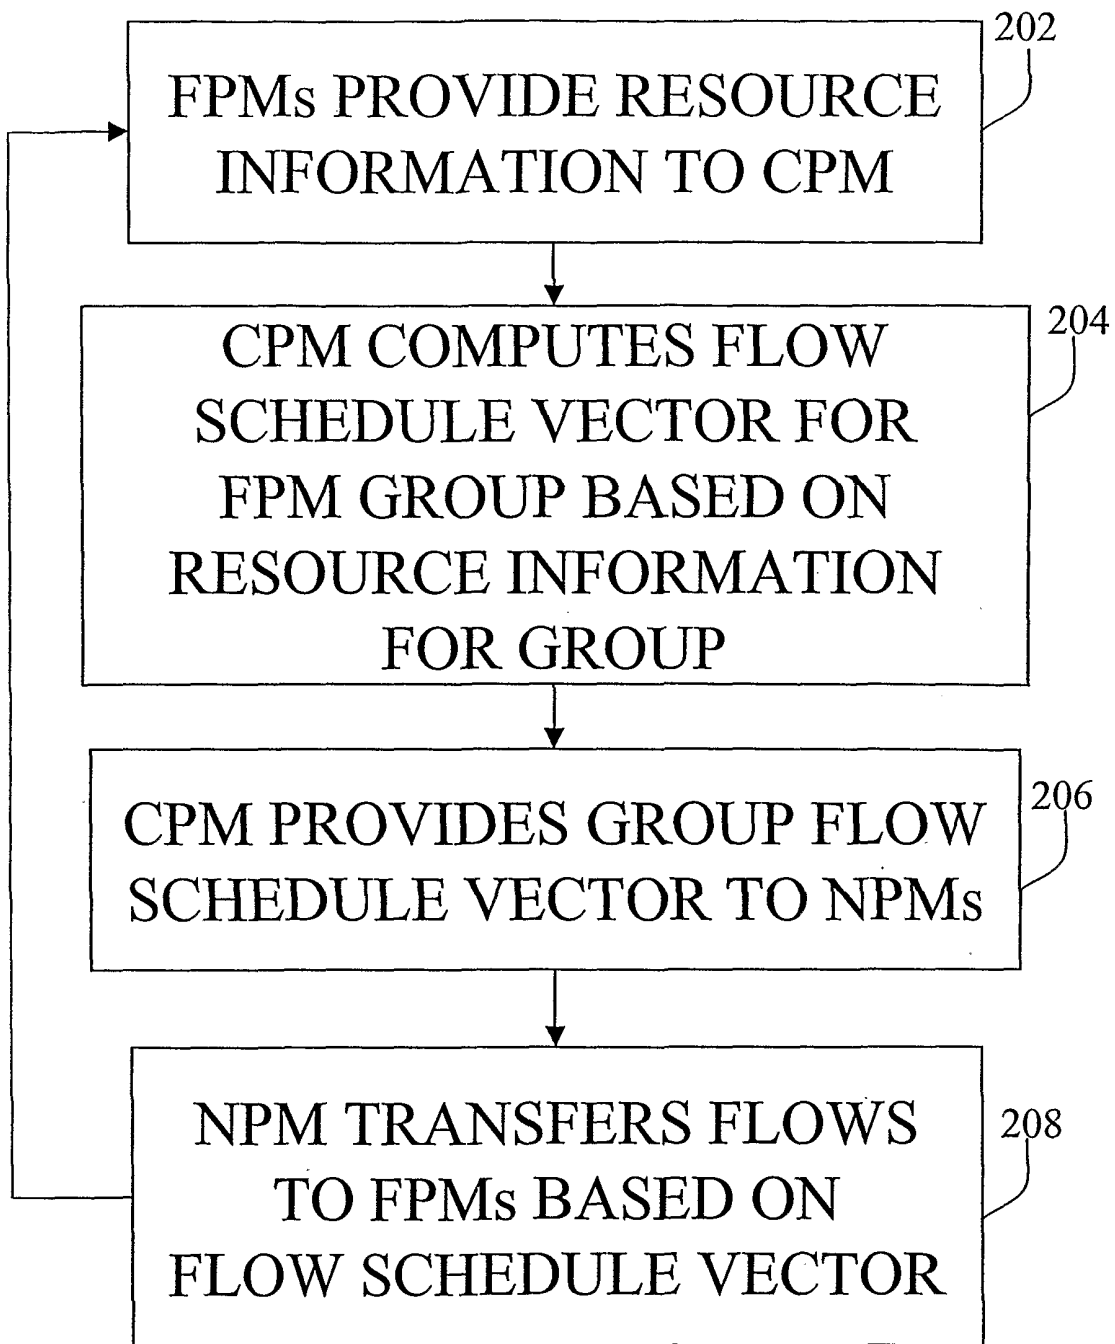 202
FPMs PROVIDE RESOURCE
INFORMATION TO CPM
204
CPM COMPUTES FLOW
SCHEDULE VECTOR FOR
FPM GROUP BASED ON
RESOURCE INFORMATION
FOR GROUP
206
CPM PROVIDES GROUP FLOW
SCHEDULE VECTOR TO NPMs
208
NPM TRANSFERS FLOWS
TO FPMs BASED ON
FLOW SCHEDULE VECTOR